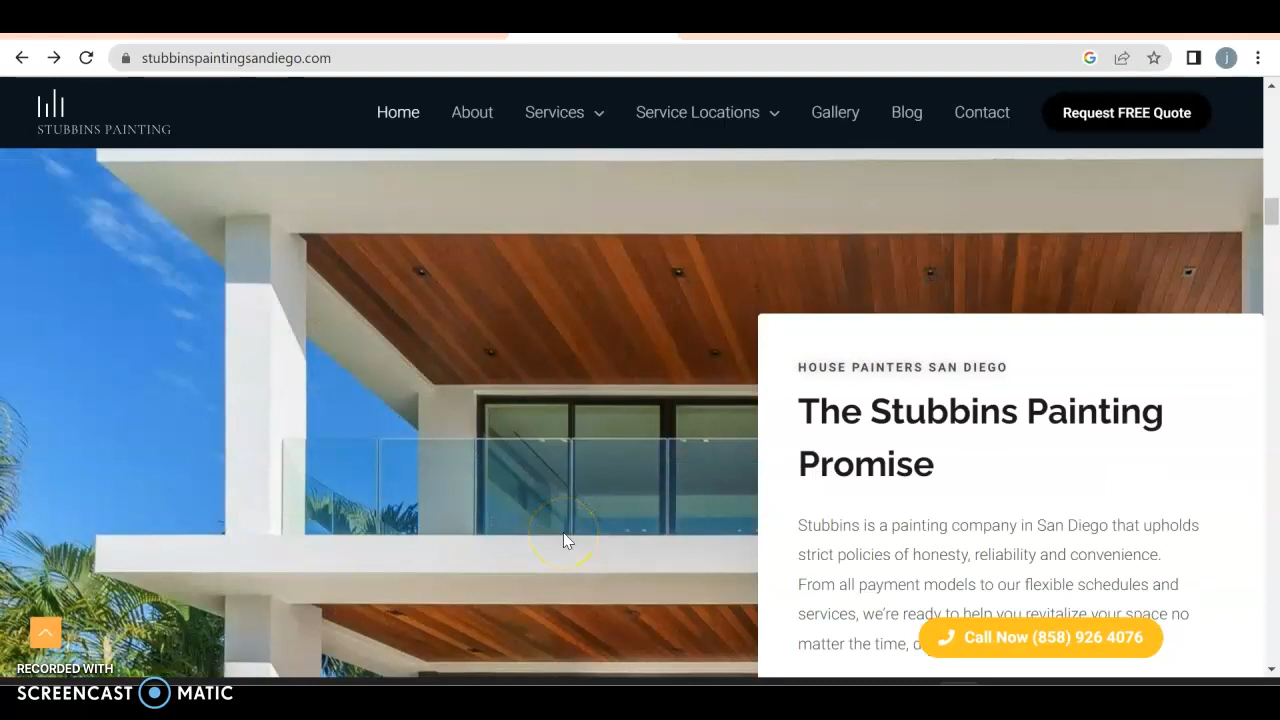 stubbinspaintingsandiego.com
STUBBINS PAINTING
Home About Services Service Locations Gallery Blog Contact Request FREE Quote
HOUSE PAINTERS SAN DIEGO
The Stubbins Painting
Promise
Stubbins is a painting company in San Diego that upholds
strict policies of honesty, reliability and convenience.
From all payment models to our flexible schedules and
services, we're ready to help you revitalize your space no
matter the time, d
Call Now (858) 926 4076
RECORDED WITH
SCREENCAST MATIC